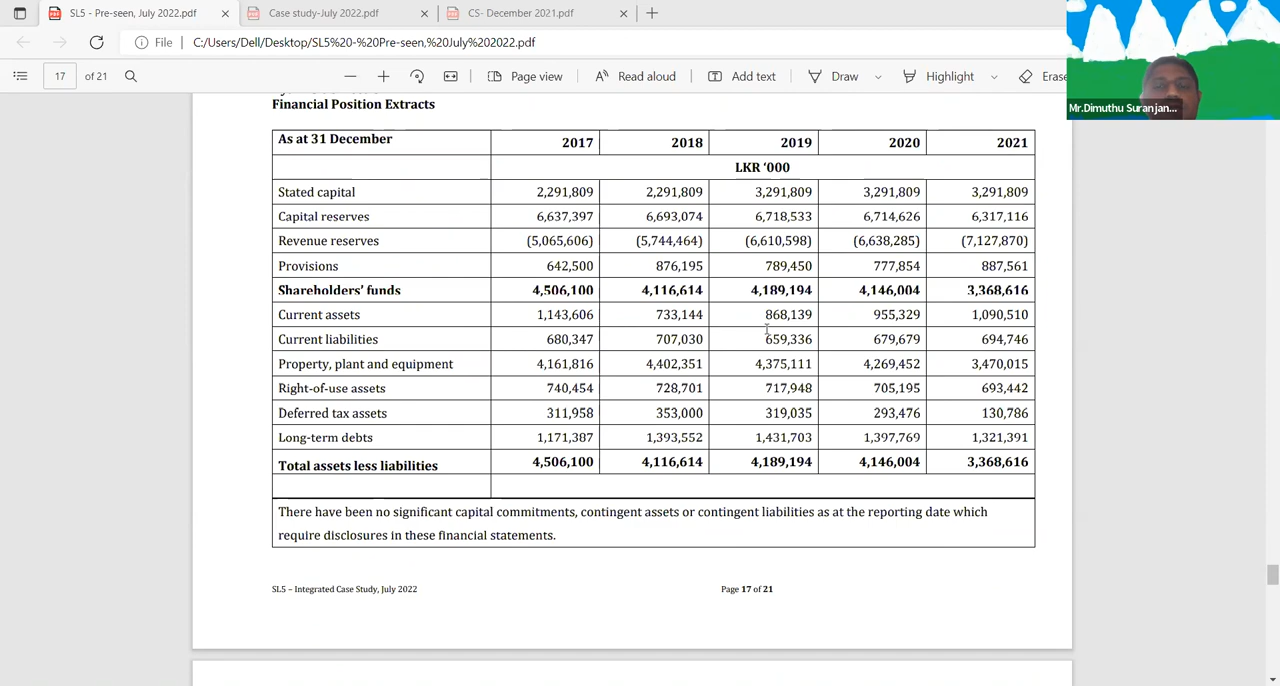 SL5 - Pre-seen, July 2022.pdf
Case study-July 2022.pdf
CS- December 2021.pdf
File C:/Users/Dell/Desktop/SL5%20-%20Pre-seen,%20July%202022.pdf
17 of 21 Page view Read aloud Add text Draw Highlight Erase
Mr.Dimuthu Suranjan...
Financial Position Extracts
As at 31 December 2017 2018 2019 2020 2021
LKR ‘000
Stated capital 2,291,809 2,291,809 3,291,809 3,291,809 3,291,809
Capital reserves 6,637,397 6,693,074 6,718,533 6,714,626 6,317,116
Revenue reserves (5,065,606) (5,744,464) (6,610,598) (6,638,285) (7,127,870)
Provisions 642,500 876,195 789,450 777,854 887,561
Shareholders’ funds 4,506,100 4,116,614 4,189,194 4,146,004 3,368,616
Current assets 1,143,606 733,144 868,139 955,329 1,090,510
Current liabilities 680,347 707,030 659,336 679,679 694,746
Property, plant and equipment 4,161,816 4,402,351 4,375,111 4,269,452 3,470,015
Right-of-use assets 740,454 728,701 717,948 705,195 693,442
Deferred tax assets 311,958 353,000 319,035 293,476 130,786
Long-term debts 1,171,387 1,393,552 1,431,703 1,397,769 1,321,391
Total assets less liabilities 4,506,100 4,116,614 4,189,194 4,146,004 3,368,616
There have been no significant capital commitments, contingent assets or contingent liabilities as at the reporting date which
require disclosures in these financial statements.
SL5 – Integrated Case Study, July 2022 Page 17 of 21